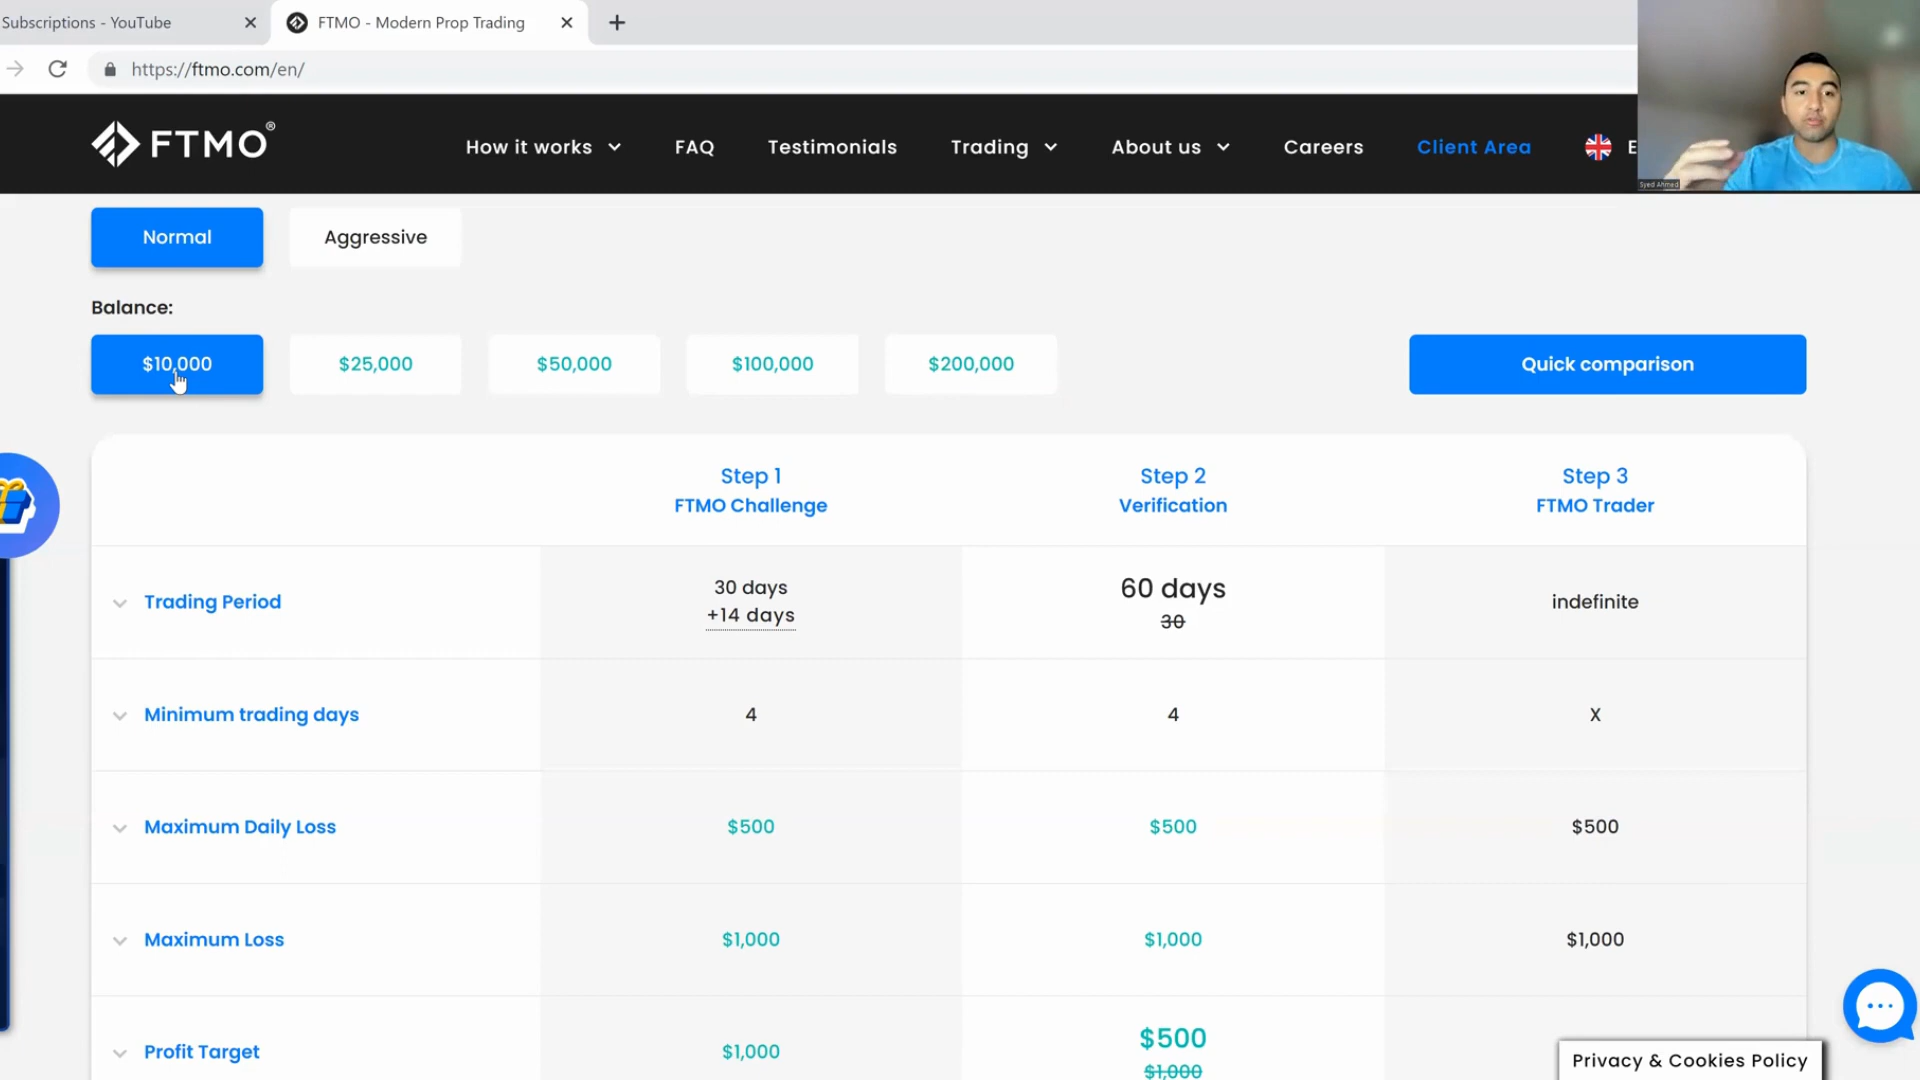 Subscriptions - YouTube
FTMO - Modern Prop Trading
https://ftmo.com/en/
FTMO®
How it works
FAQ
Testimonials
Trading
About us
Careers
Client Area
E
Syed Ahmed
Normal
Aggressive
Balance:
$10,000
$25,000
$50,000
$100,000
$200,000
Quick comparison
Step 1
FTMO Challenge
Step 2
Verification
Step 3
FTMO Trader
Trading Period
30 days
+14 days
60 days
30
indefinite
Minimum trading days
4
4
X
Maximum Daily Loss
$500
$500
$500
Maximum Loss
$1,000
$1,000
$1,000
Profit Target
$1,000
$500
$1,000
Privacy & Cookies Policy